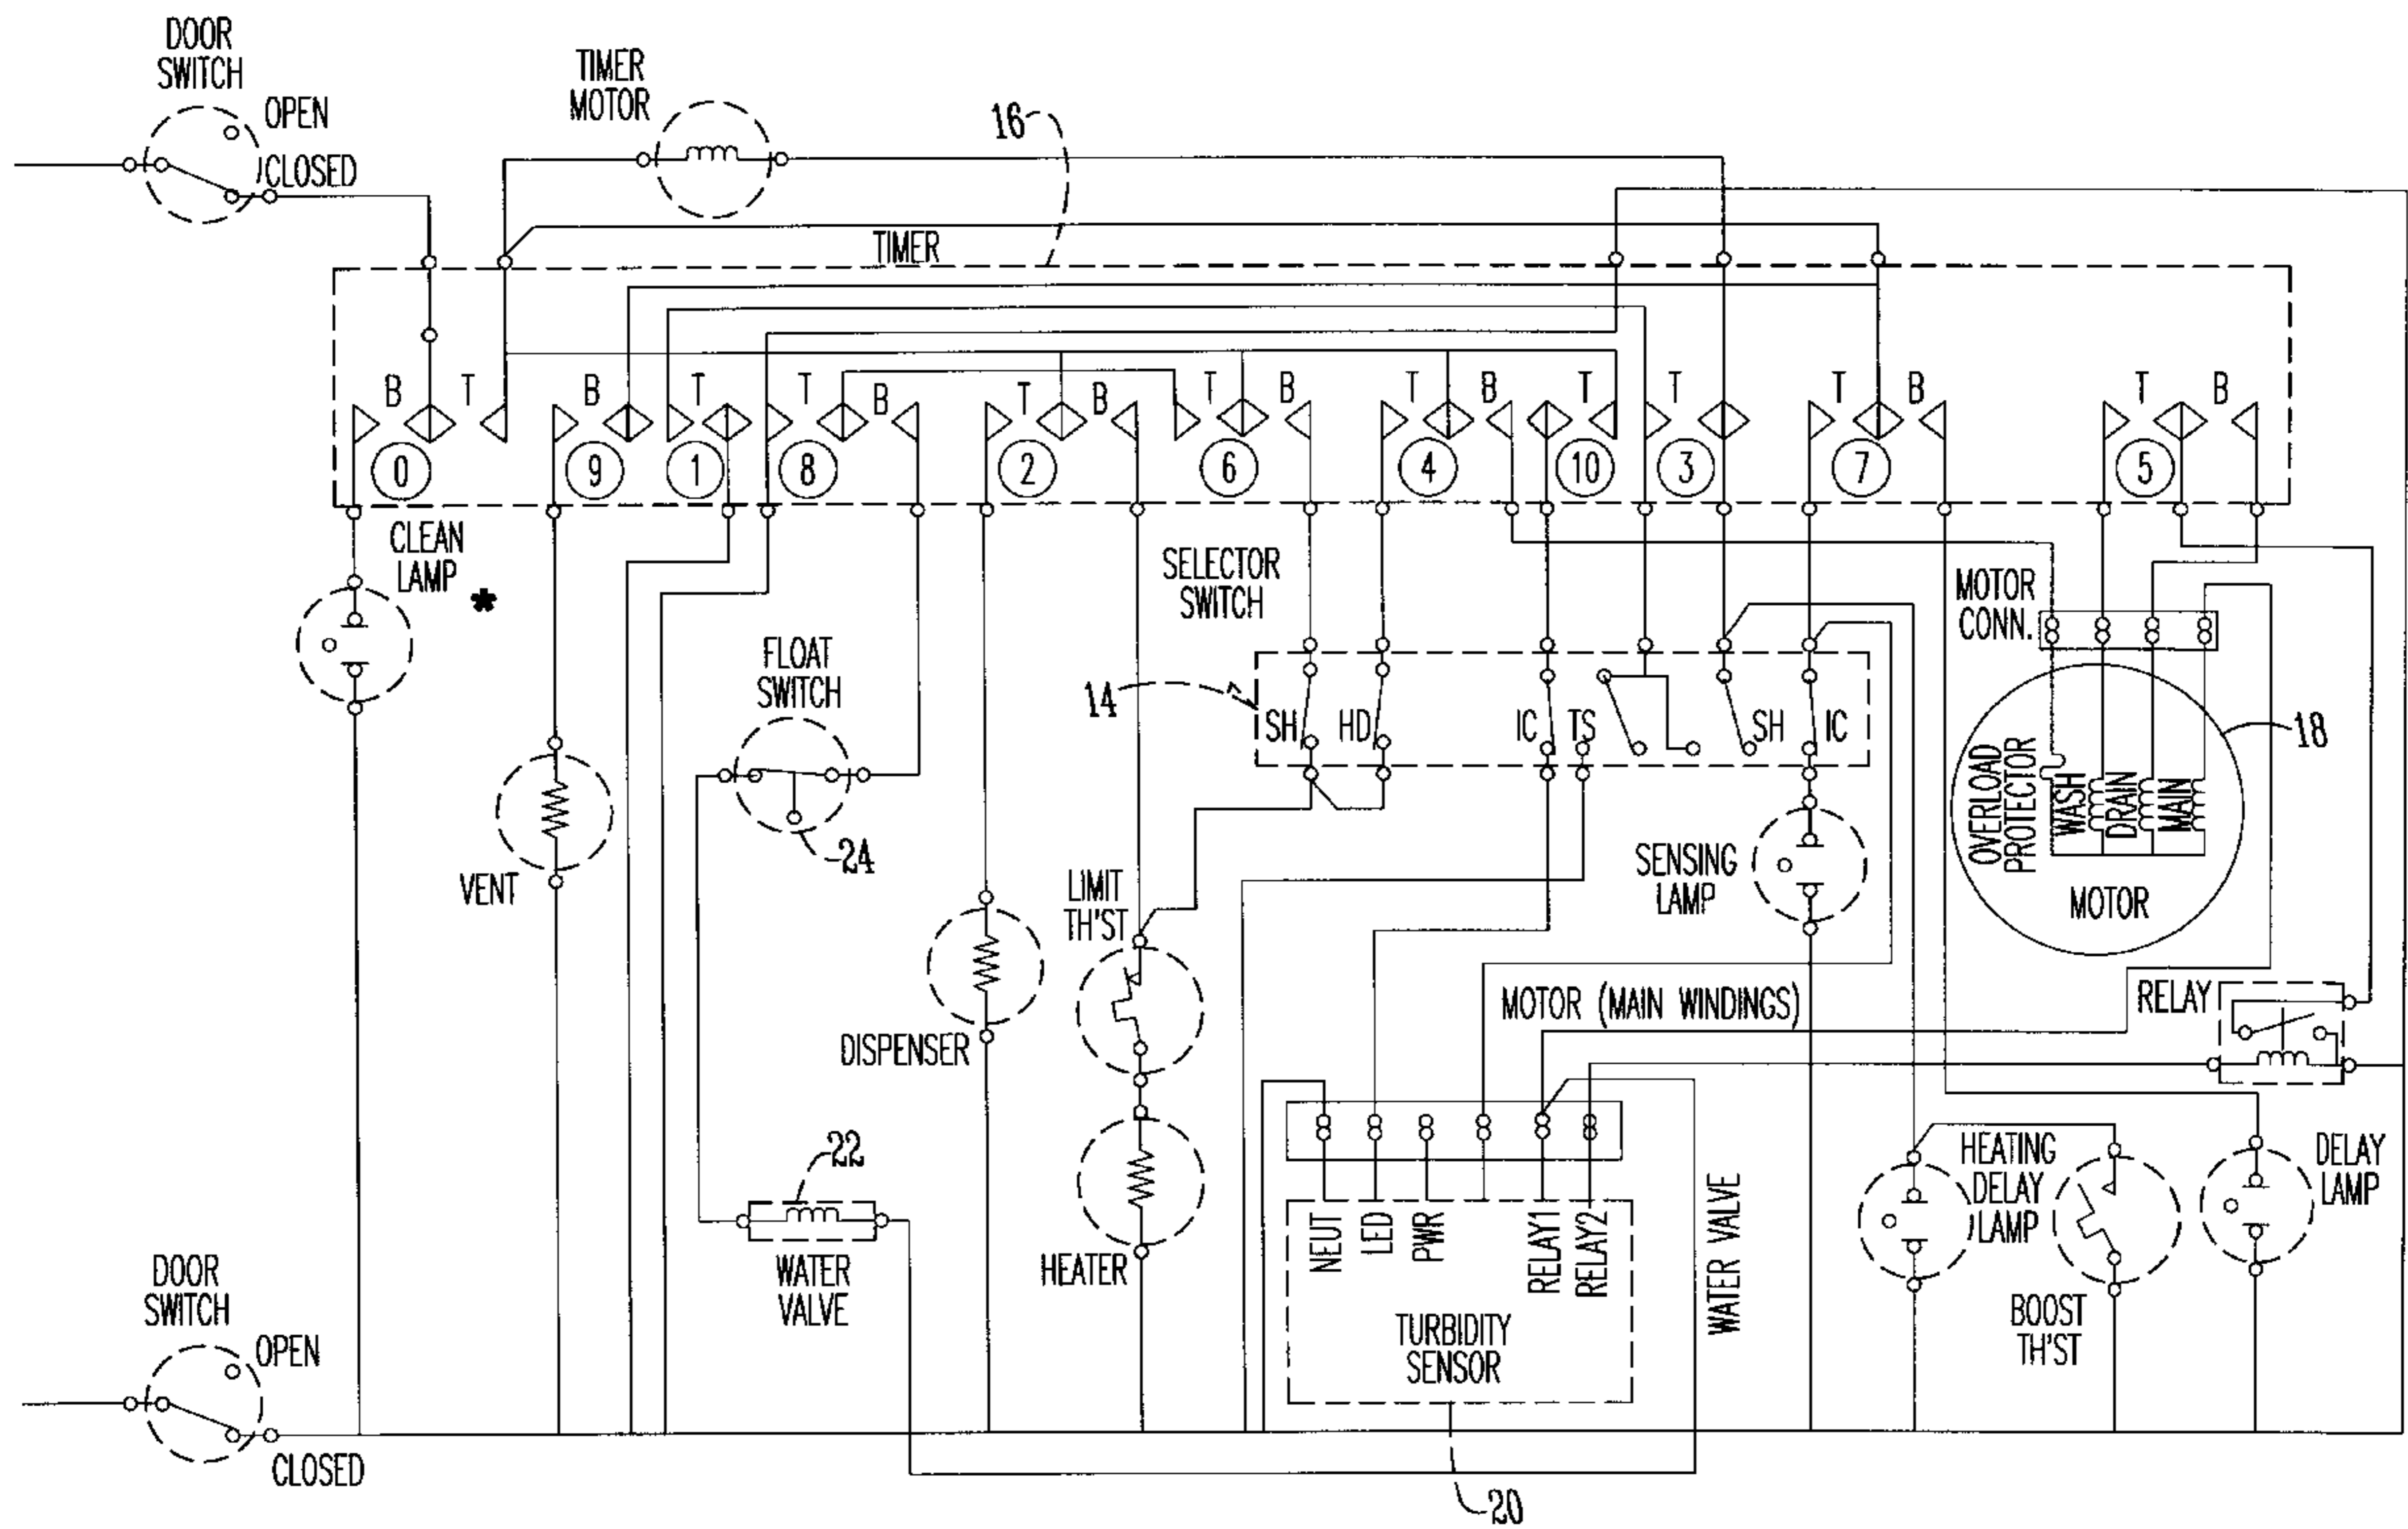 DOOR
SWITCH
OPEN
CLOSED
TIMER
MOTOR
16
TIMER
B T B T T B T B T B T B T T T B T B
0 9 1 8 2 6 4 10 3 7 5
CLEAN
LAMP
*
SELECTOR
SWITCH
MOTOR
CONN.
FLOAT
SWITCH
14
SH HD IC TS SH IC
18
24
VENT
LIMIT
TH'ST
SENSING
LAMP
OVERLOAD
PROTECTOR
WASH
DRAIN
MAIN
MOTOR
DISPENSER
MOTOR (MAIN WINDINGS)
RELAY
22
WATER
VALVE
HEATER
NEUT
LED
PWR
RELAY1
RELAY2
TURBIDITY
SENSOR
WATER VALVE
HEATING
DELAY
LAMP
BOOST
TH'ST
DELAY
LAMP
DOOR
SWITCH
OPEN
CLOSED
20